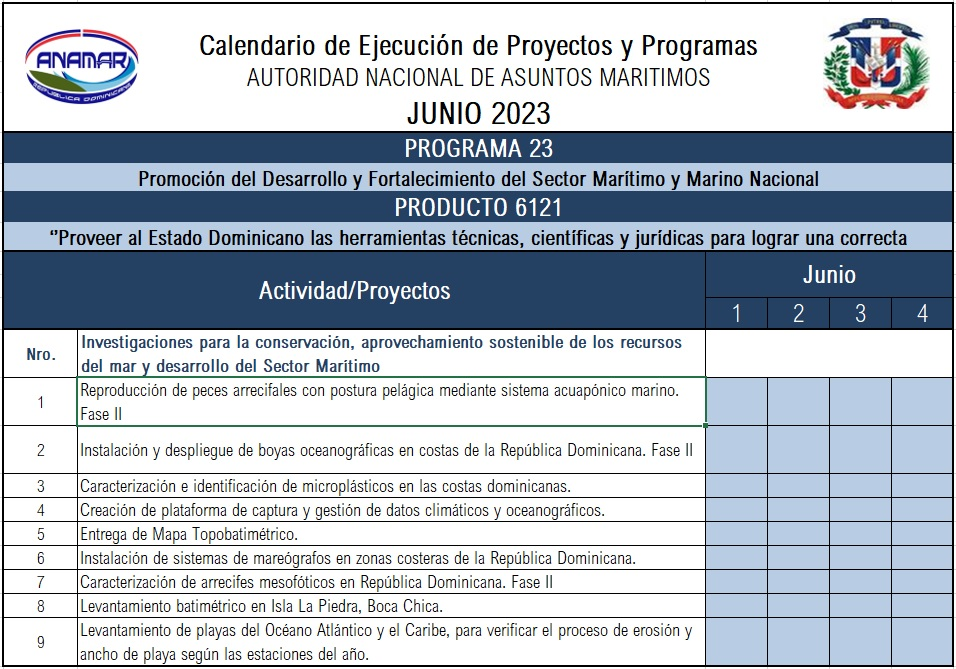 ANAMAR
REPUBLICA DOMINICANA
Calendario de Ejecución de Proyectos y Programas
AUTORIDAD NACIONAL DE ASUNTOS MARITIMOS
JUNIO 2023
PROGRAMA 23
Promoción del Desarrollo y Fortalecimiento del Sector Marítimo y Marino Nacional
PRODUCTO 6121
"Proveer al Estado Dominicano las herramientas técnicas, científicas y jurídicas para lograr una correcta
Actividad/Proyectos
Junio
1 2 3 4
Nro.
Investigaciones para la conservación, aprovechamiento sostenible de los recursos
del mar y desarrollo del Sector Marítimo
1
Reproducción de peces arrecifales con postura pelágica mediante sistema acuapónico marino.
Fase II
2 Instalación y despliegue de boyas oceanográficas en costas de la República Dominicana. Fase II
3 Caracterización e identificación de microplásticos en las costas dominicanas.
4 Creación de plataforma de captura y gestión de datos climáticos y oceanográficos.
5 Entrega de Mapa Topobatimétrico.
6 Instalación de sistemas de mareógrafos en zonas costeras de la República Dominicana.
7 Caracterización de arrecifes mesofóticos en República Dominicana. Fase II
8 Levantamiento batimétrico en Isla La Piedra, Boca Chica.
9
Levantamiento de playas del Océano Atlántico y el Caribe, para verificar el proceso de erosión y
ancho de playa según las estaciones del año.